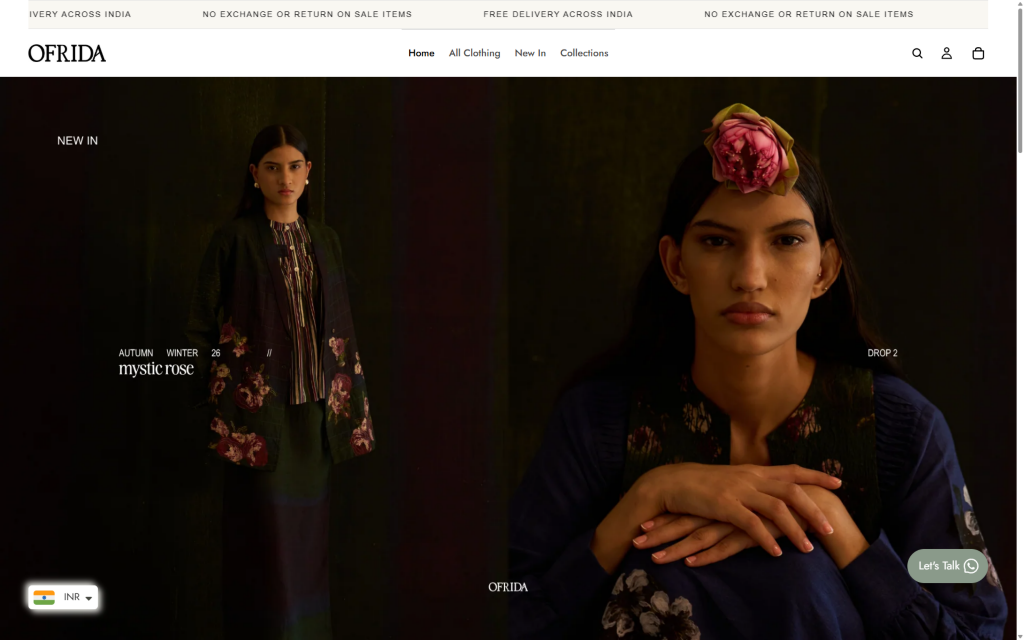 IVERY ACROSS INDIA NO EXCHANGE OR RETURN ON SALE ITEMS FREE DELIVERY ACROSS INDIA NO EXCHANGE OR RETURN ON SALE ITEMS
OFRIDA Home All Clothing New In Collections
NEW IN
AUTUMN WINTER 26 // DROP 2
mystic rose
Let's Talk
OFRIDA
INR